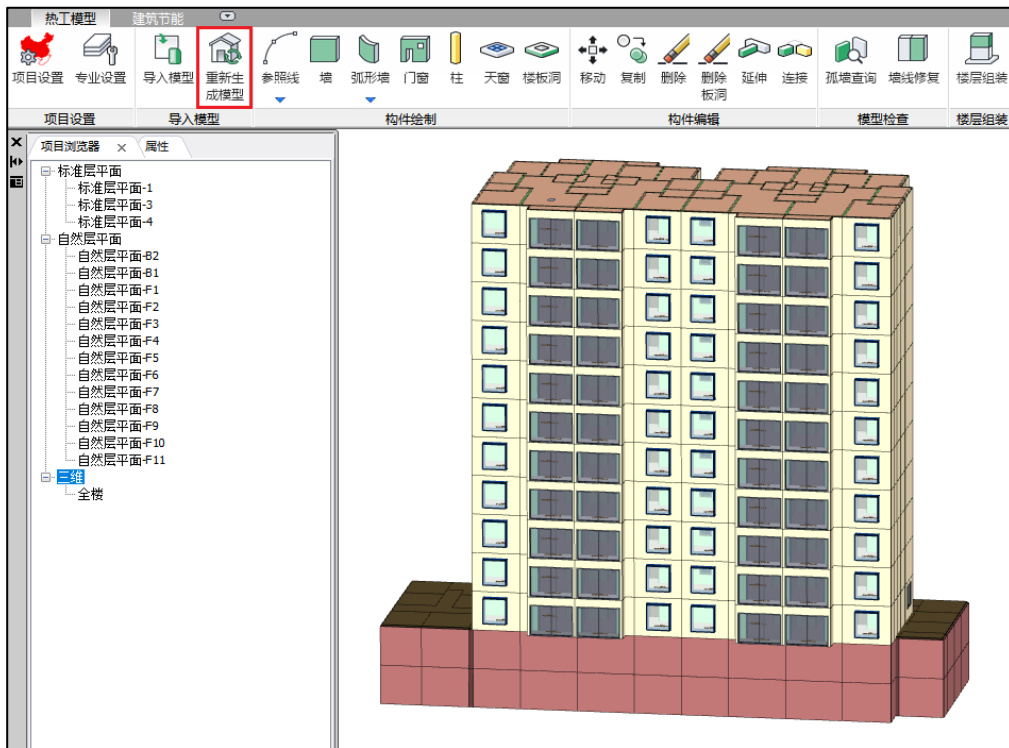 热工模型 建筑节能
项目设置 专业设置 导入模型 重新生成模型 参照线 墙 弧形墙 门窗 柱 天窗 楼板洞 移动 复制 删除 删除板洞 延伸 连接 孤墙查询 墙线修复 楼层组装
项目设置 导入模型 构件绘制 构件编辑 模型检查 楼层组装
项目浏览器 属性
标准层平面
标准层平面-1
标准层平面-3
标准层平面-4
自然层平面
自然层平面-B2
自然层平面-B1
自然层平面-F1
自然层平面-F2
自然层平面-F3
自然层平面-F4
自然层平面-F5
自然层平面-F6
自然层平面-F7
自然层平面-F8
自然层平面-F9
自然层平面-F10
自然层平面-F11
三维
全楼